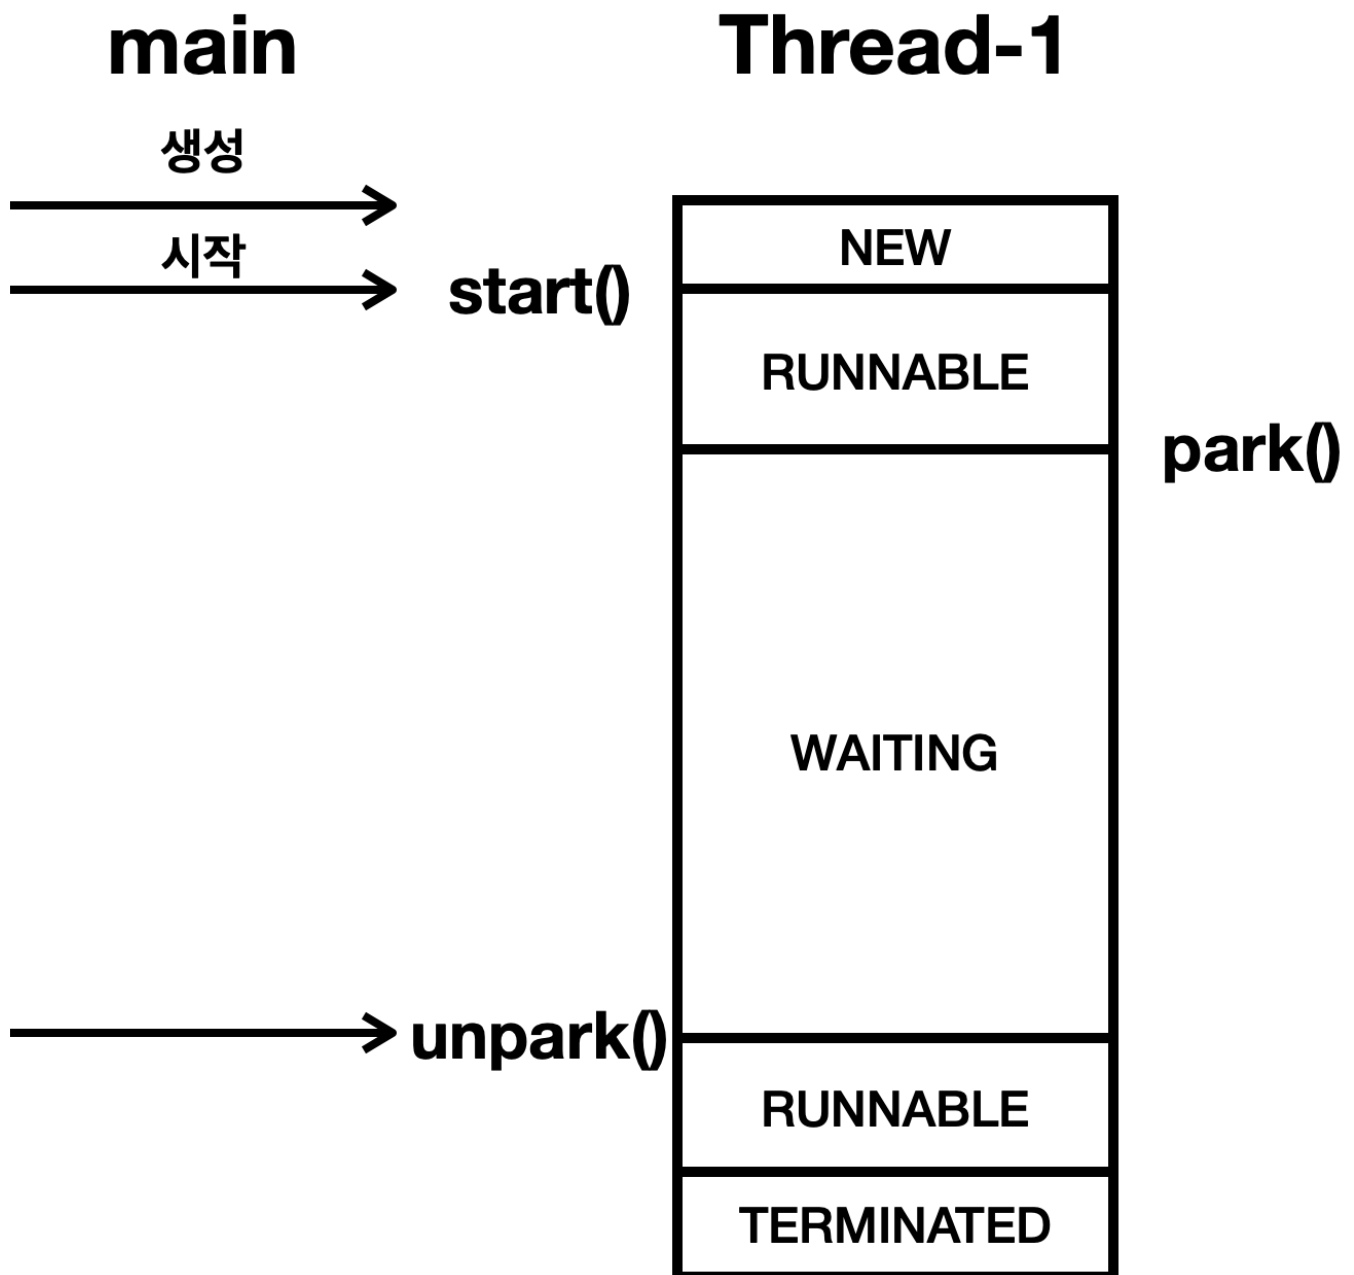 main
Thread-1
생성
시작
NEW
start()
RUNNABLE
park()
WAITING
unpark()
RUNNABLE
TERMINATED